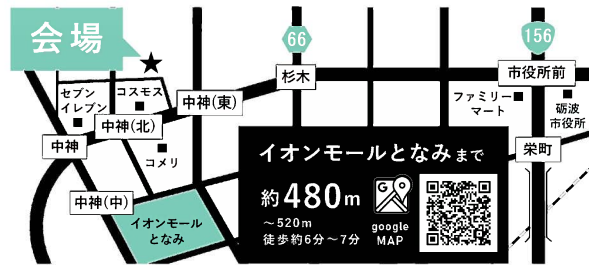 会場
66
156
杉木
市役所前
セブン
イレブン
コスモス
中神(東)
ファミリー
マート
砺波
市役所
中神(北)
中神
コメリ
栄町
中神(中)
イオンモール
となみ
イオンモールとなみまで
約480m
～520m
徒歩約6分～7分
G
google
MAP